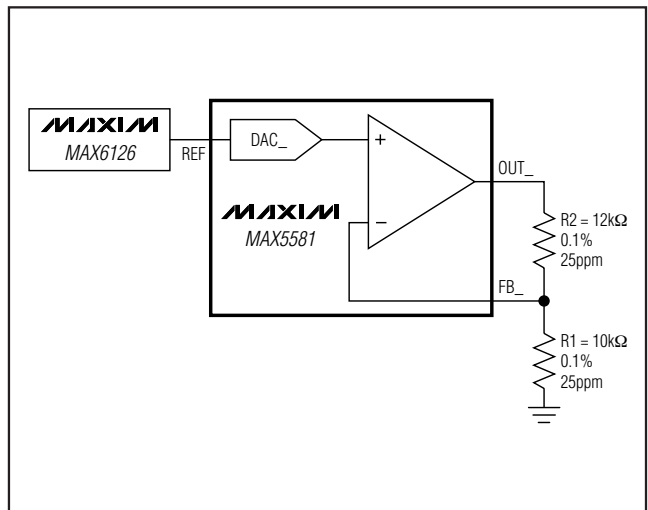 MAXIM
MAX6126
REF
DAC_
+
−
MAXIM
MAX5581
OUT_
R2 = 12kΩ
0.1%
25ppm
FB_
R1 = 10kΩ
0.1%
25ppm